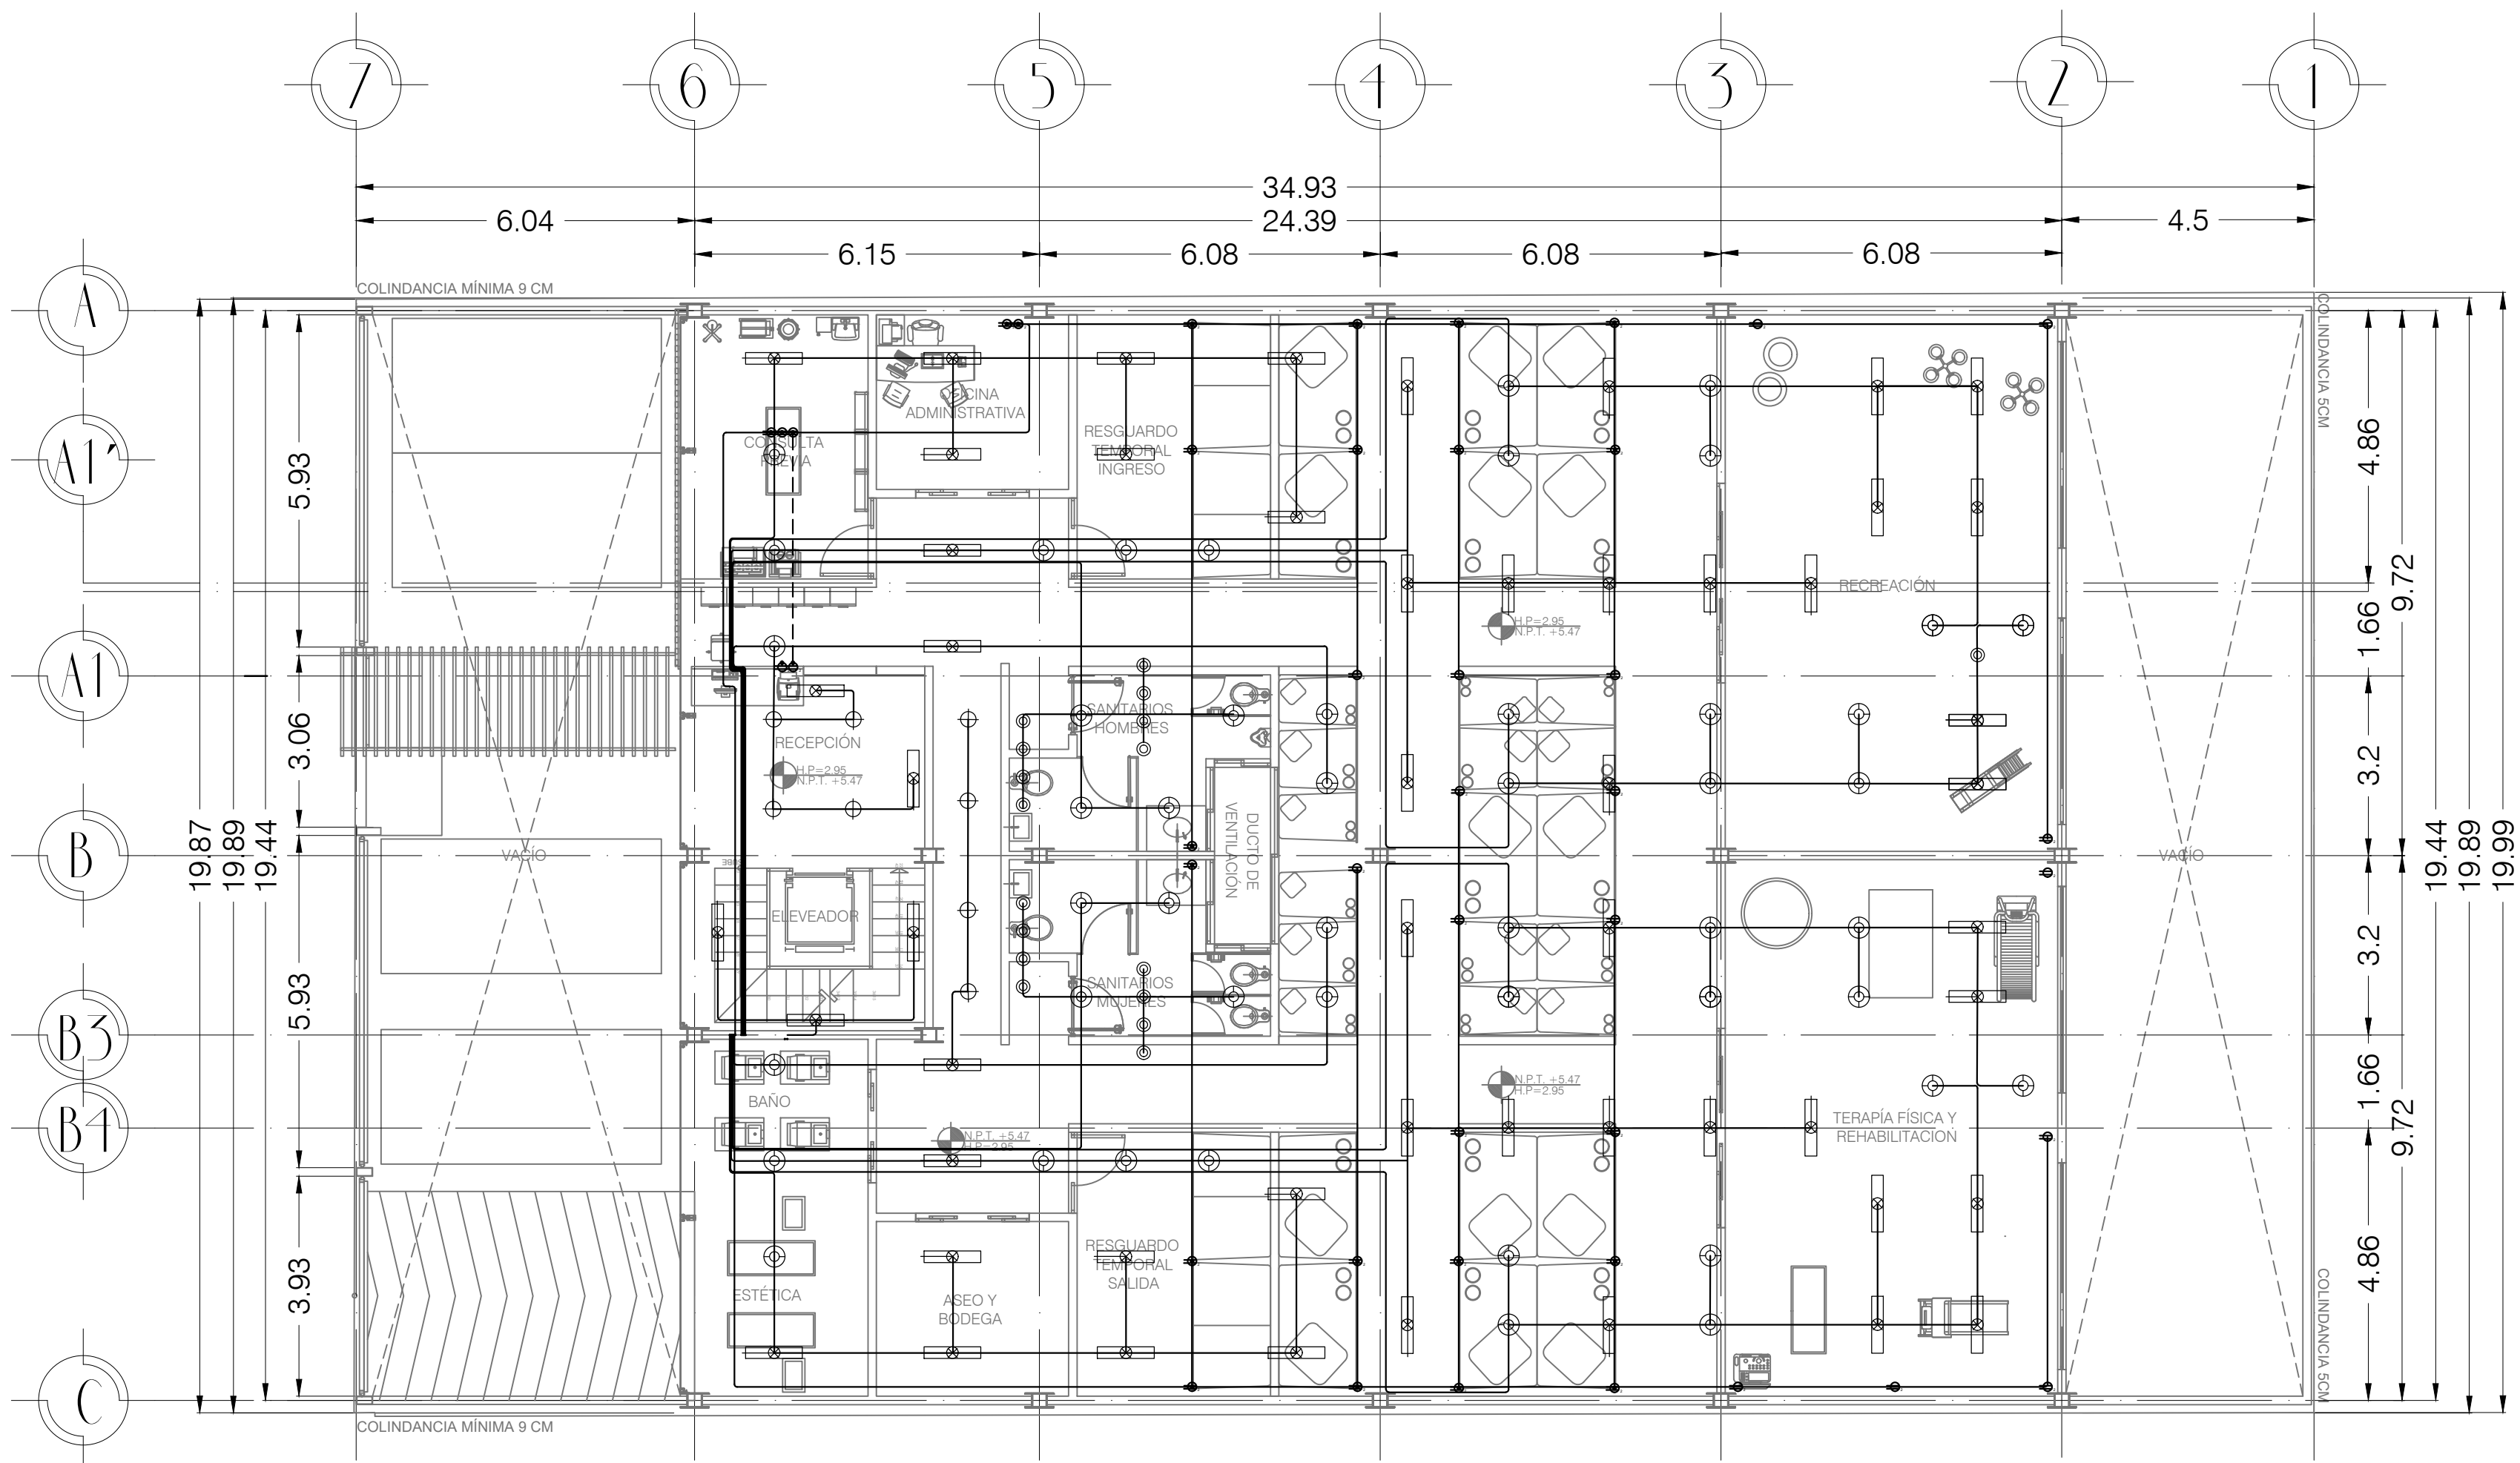 7
6
5
4
3
2
1
34.93
6.04
24.39
4.5
6.15
6.08
6.08
6.08
COLINDANCIA MÍNIMA 9 CM
COLINDANCIA 5CM
A
A1'
A1
B
B3
B4
C
19.87
19.89
19.44
5.93
3.06
5.93
3.93
OFICINA
ADMINISTRATIVA
CONSULTA
PREVIA
RESGUARDO
TEMPORAL
INGRESO
RECREACIÓN
H.P=2.95
N.P.T. +5.47
SANITARIOS
HOMBRES
RECEPCIÓN
H.P=2.95
N.P.T. +5.47
DUCTO DE
VENTILACIÓN
VACÍO
VACÍO
SUBE
ELEVEADOR
SANITARIOS
MUJERES
N.P.T. +5.47
H.P=2.95
BAÑO
N.P.T. +5.47
H.P=2.95
TERAPÍA FÍSICA Y
REHABILITACIÓN
RESGUARDO
TEMPORAL
SALIDA
ESTÉTICA
ASEO Y
BODEGA
4.86
1.66
3.2
3.2
1.66
4.86
9.72
9.72
19.44
19.89
19.99
COLINDANCIA 5CM
COLINDANCIA MÍNIMA 9 CM